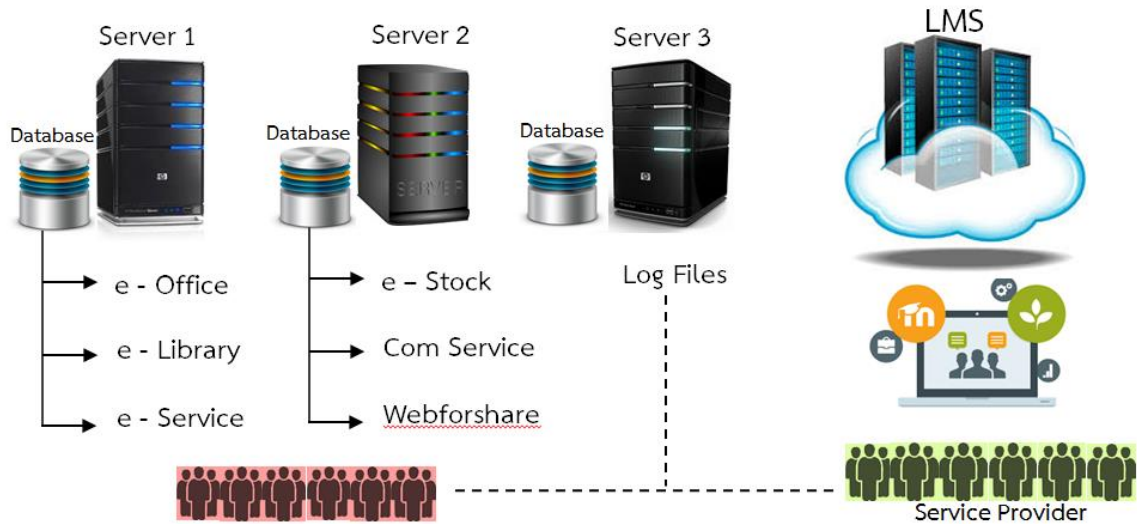 Server 1
Server 2
Server 3
LMS
Database
Database
Database
SERVER
e - Office
e - Library
e - Service
e – Stock
Com Service
Webforshare
Log Files
Service Provider